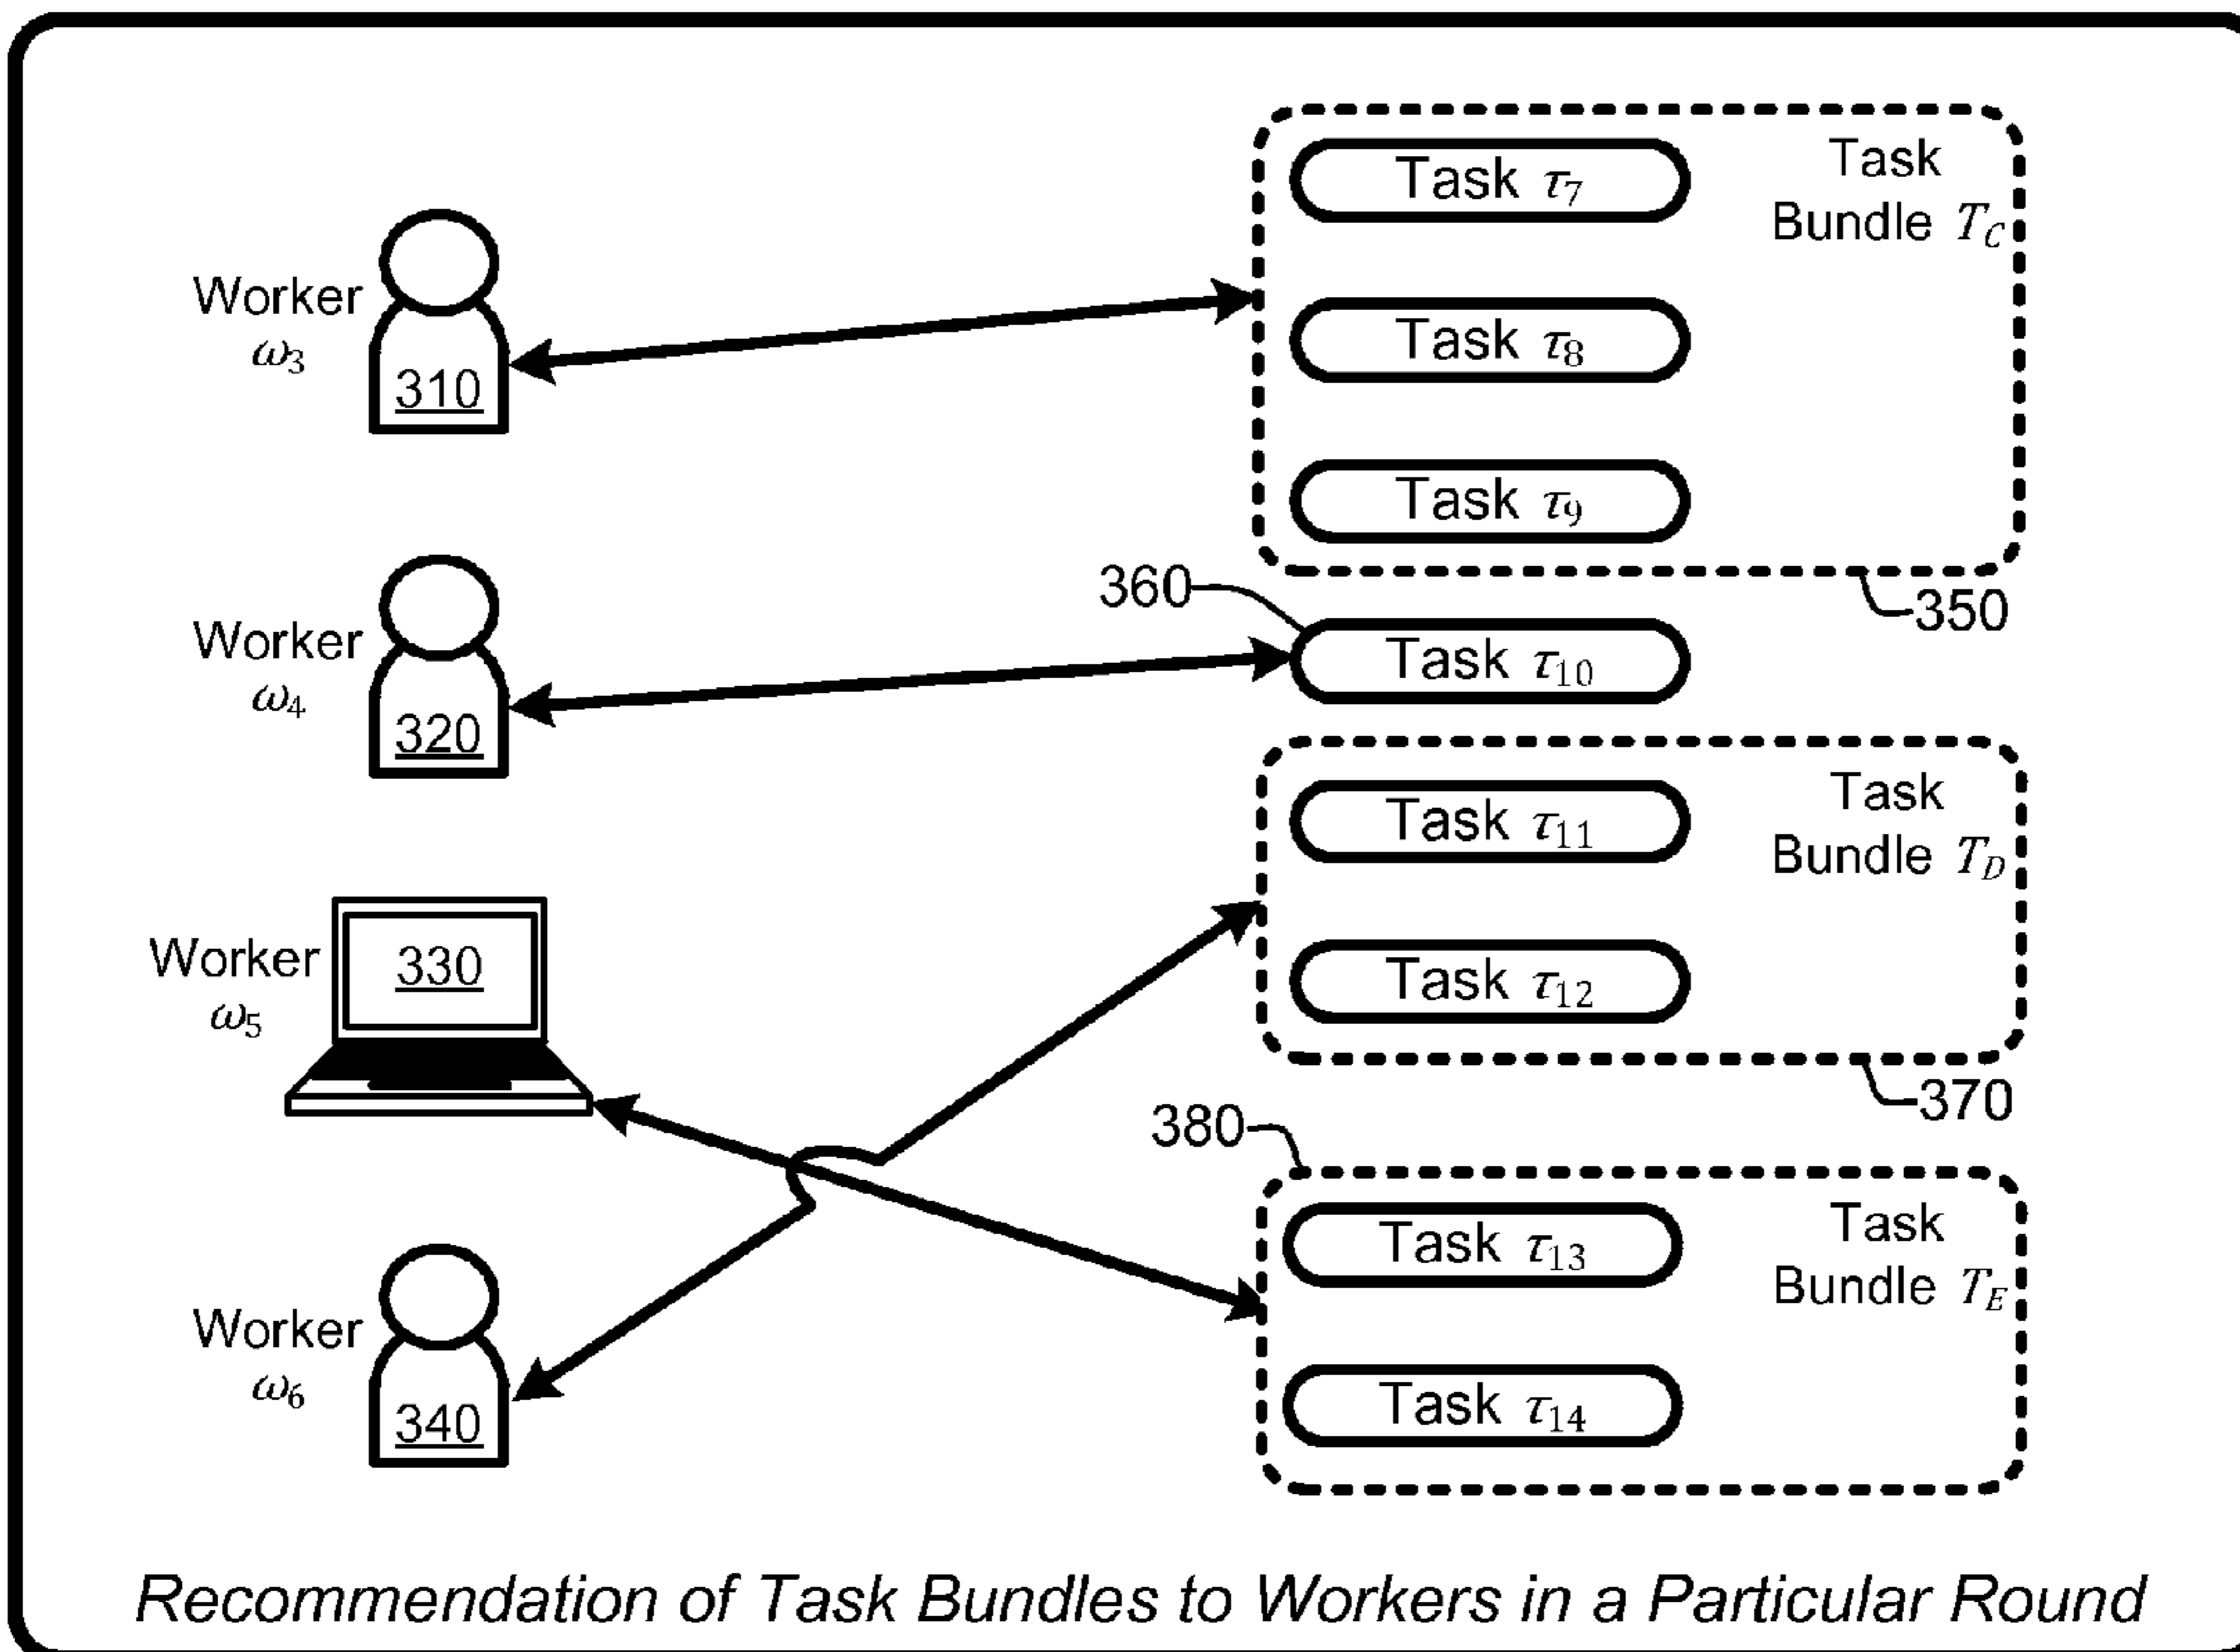 Task τ7
Task
Bundle TC
Worker
ω3
310
Task τ8
Task τ9
360
350
Worker
ω4
320
Task τ10
Task τ11
Task
Bundle TD
Worker
ω5
330
Task τ12
370
380
Task τ13
Task
Bundle TE
Worker
ω6
340
Task τ14
Recommendation of Task Bundles to Workers in a Particular Round